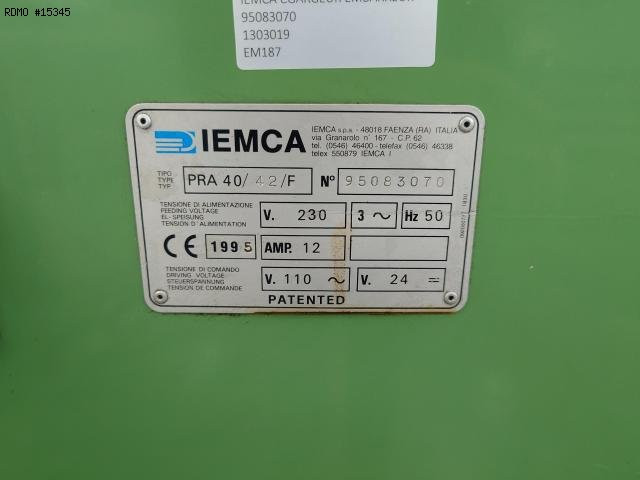 RDMO #15345
95083070
1303019
EM187
IEMCA
IEMCA s.p.a. - 48018 FAENZA (RA) ITALIA
via Granarolo n° 167 - C.P. 62
tel. (0546) 46400 - telefax (0546) 46338
telex 550879 IEMCA I
TIPO
TYPE
TYP
PRA 40/42/F
N° 95083070
TENSIONE DI ALIMENTAZIONE
FEEDING VOLTAGE
EL-SPEISUNG
TENSION D'ALIMENTATION
V. 230
3 ~
Hz 50
CE 1995
AMP. 12
TENSIONE DI COMANDO
DRIVING VOLTAGE
STEUERSPANNUNG
TENSION DE COMMANDE
V. 110 ~
V. 24 ⎓
PATENTED